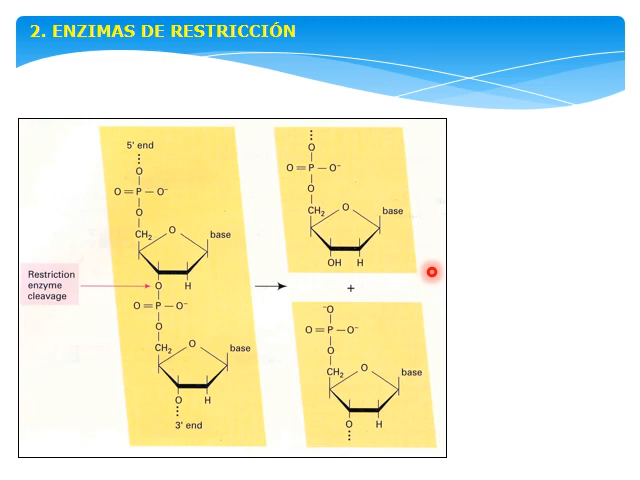 2. ENZIMAS DE RESTRICCIÓN
5' end
O
O = P — O⁻
O
CH₂
O
base
Restriction
enzyme
cleavage
O
H
O = P — O⁻
O
CH₂
O
base
O
H
3' end
O
O = P — O⁻
O
CH₂
O
base
OH
H
+
⁻O
O = P — O⁻
O
CH₂
O
base
O
H